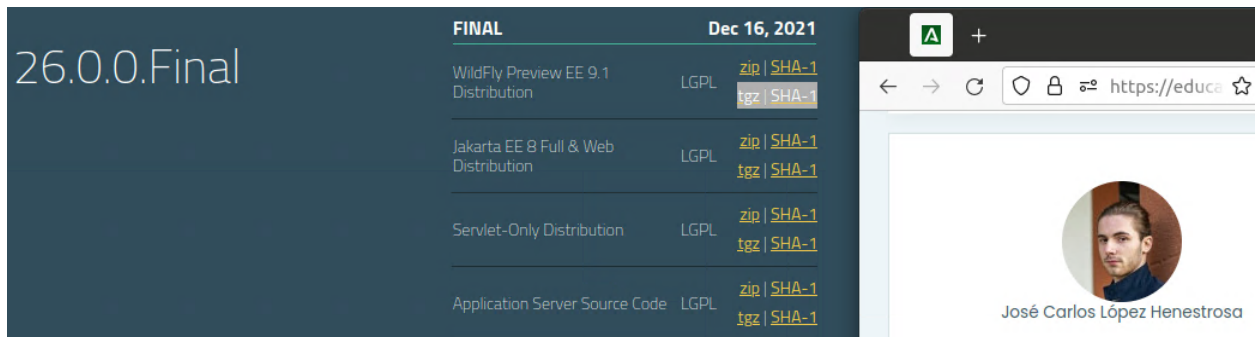 26.0.0.Final
FINAL Dec 16, 2021
WildFly Preview EE 9.1
Distribution
LGPL
zip | SHA-1
tgz | SHA-1
Jakarta EE 8 Full & Web
Distribution
LGPL
zip | SHA-1
tgz | SHA-1
Servlet-Only Distribution
LGPL
zip | SHA-1
tgz | SHA-1
Application Server Source Code
LGPL
zip | SHA-1
tgz | SHA-1
https://educa
José Carlos López Henestrosa